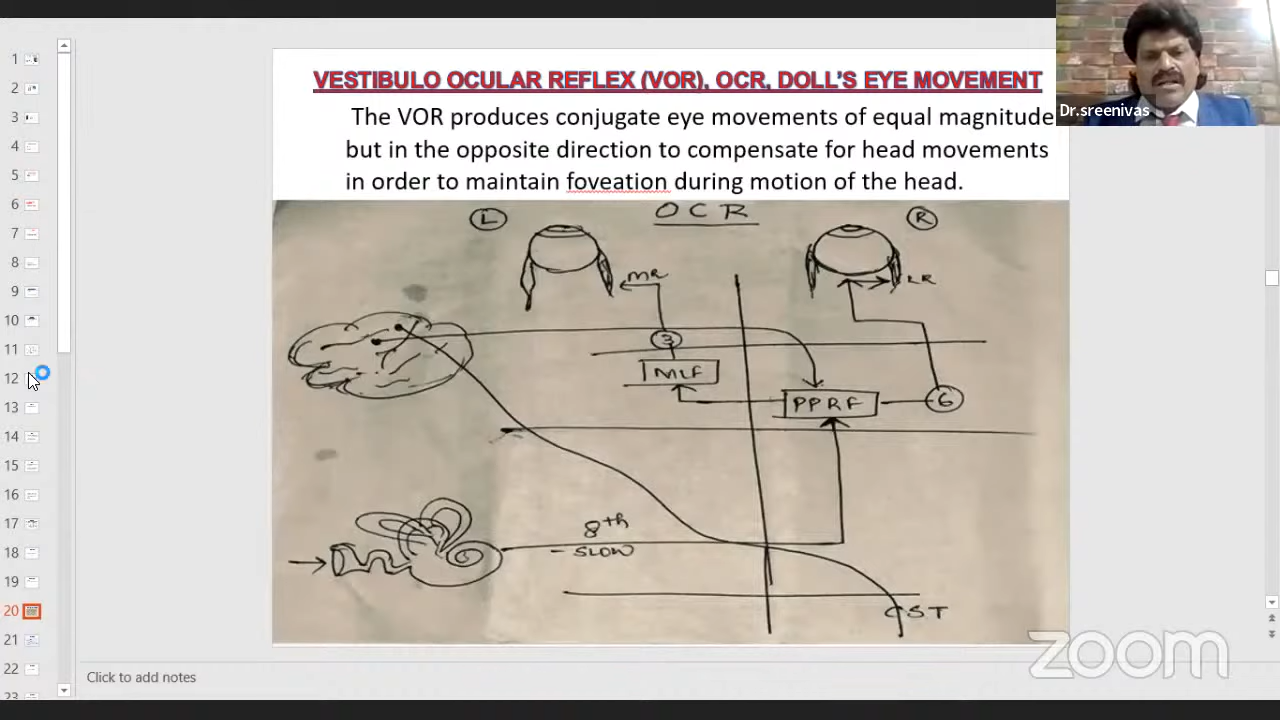 VESTIBULO OCULAR REFLEX (VOR), OCR, DOLL'S EYE MOVEMENT
Dr.sreenivas
The VOR produces conjugate eye movements of equal magnitude
but in the opposite direction to compensate for head movements
in order to maintain foveation during motion of the head.
L
OCR
R
MR
LR
3
MLF
PPRF
6
8th
SLOW
CST
zoom
Click to add notes
1
2
3
4
5
6
7
8
9
10
11
12
13
14
15
16
17
18
19
20
21
22
23